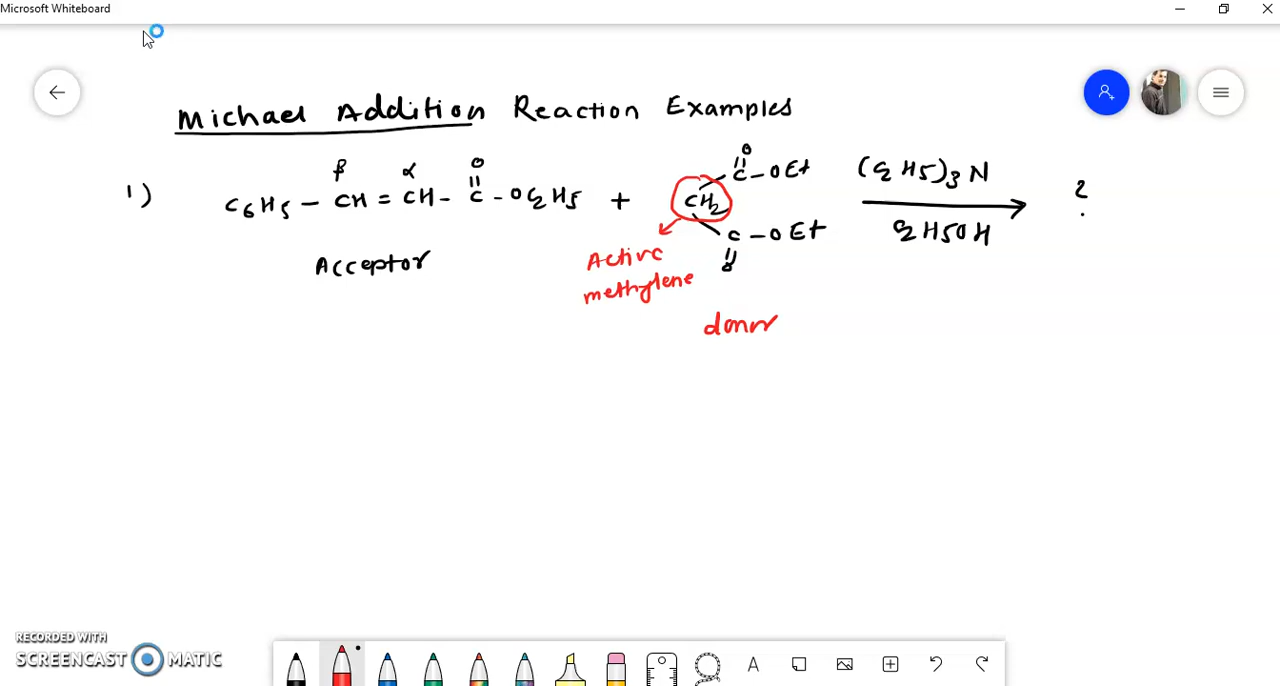 Microsoft Whiteboard
Michael Addition Reaction Examples
β α O O
1) C6H5 - CH = CH - C - OC2H5 + CH2 C - OEt (C2H5)3N ?
C - OEt C2H5OH
O
Acceptor Active
methylene
donor
RECORDED WITH
SCREENCAST MATIC
A